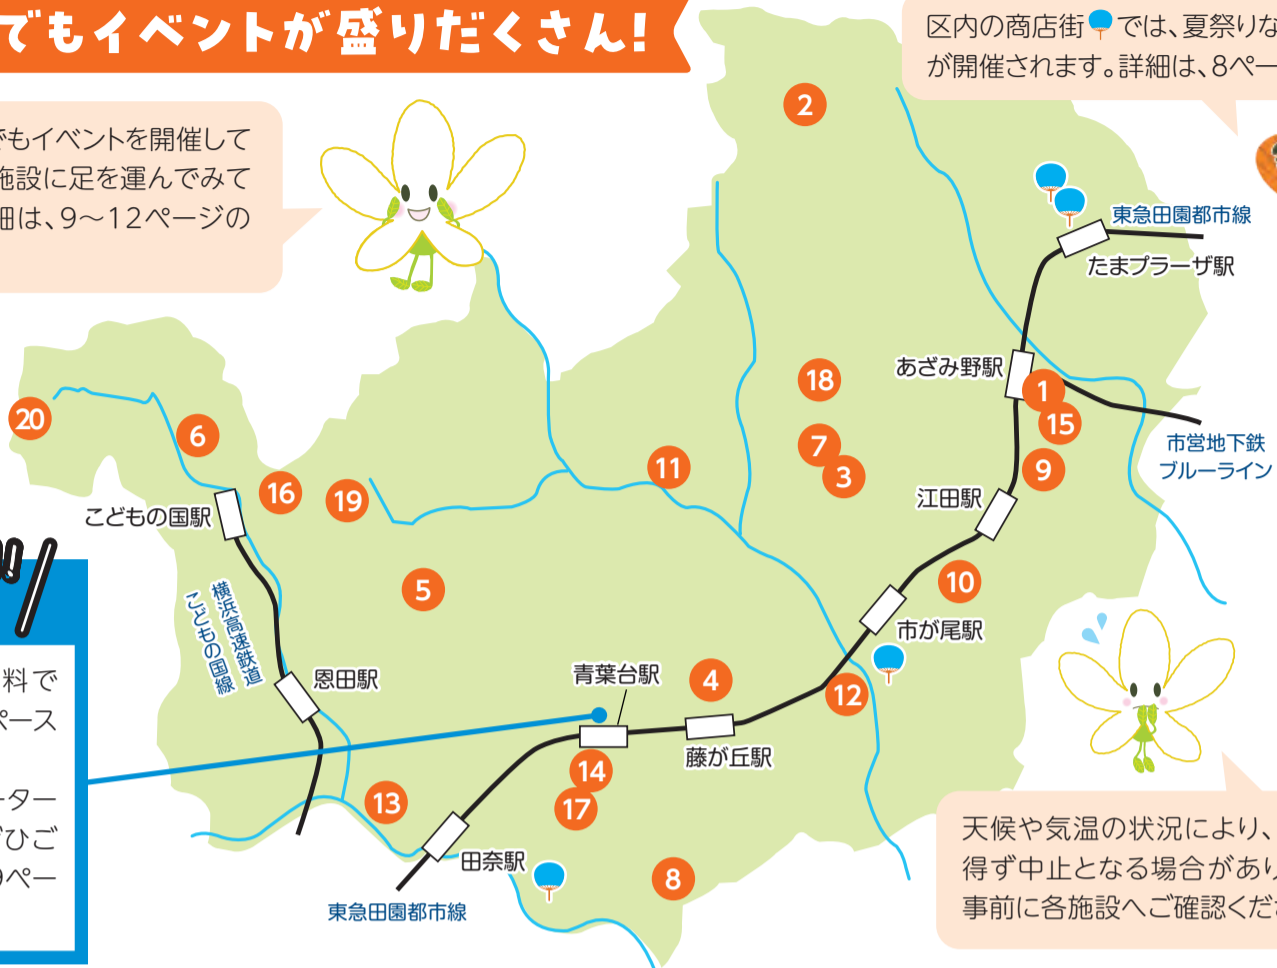 でもイベントが盛りだくさん!
区内の商店街では、夏祭りな
が開催されます。詳細は、8ペー
でもイベントを開催して
施設に足を運んでみて
細は、9~12ページの
2
東急田園都市線
たまプラーザ駅
あざみ野駅
1
15
市営地下鉄
ブルーライン
18
7
3
9
江田駅
11
20
6
16
19
こどもの国駅
5
10
市が尾駅
横浜高速鉄道
こどもの国線
恩田駅
青葉台駅
4
12
藤が丘駅
14
17
13
田奈駅
8
東急田園都市線
料で
ペース
ーター
ぜひご
9ペー
天候や気温の状況により、
得ず中止となる場合があり
事前に各施設へご確認くださ